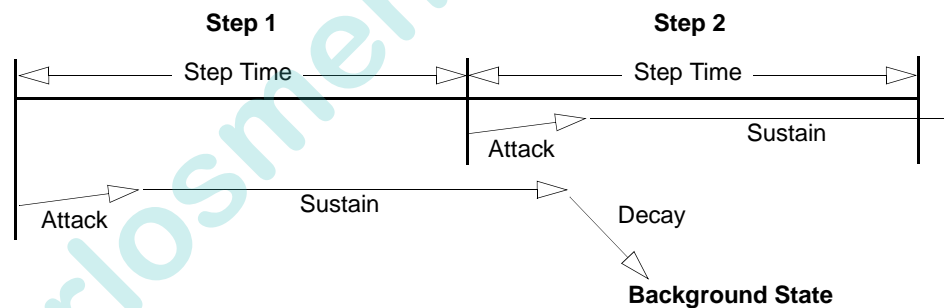 Step 1 Step 2
Step Time Step Time
Attack Sustain
Attack Sustain
Decay
Background State